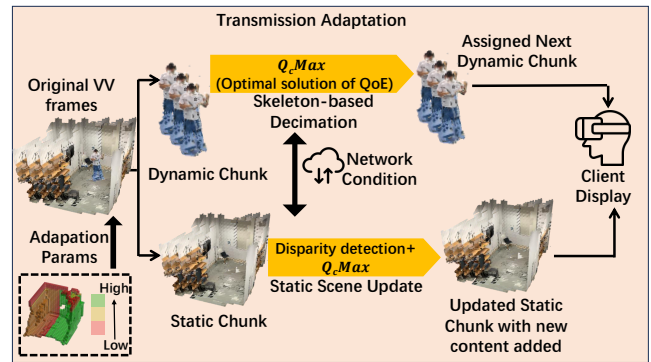 Transmission Adaptation
Original VV
frames
Q_cMax
(Optimal solution of QoE)
Skeleton-based
Decimation
Assigned Next
Dynamic Chunk
Dynamic Chunk
Network
Condition
Client
Display
Adapation
Params
High
Low
Disparity detection+
Q_cMax
Static Scene Update
Static Chunk
Updated Static
Chunk with new
content added